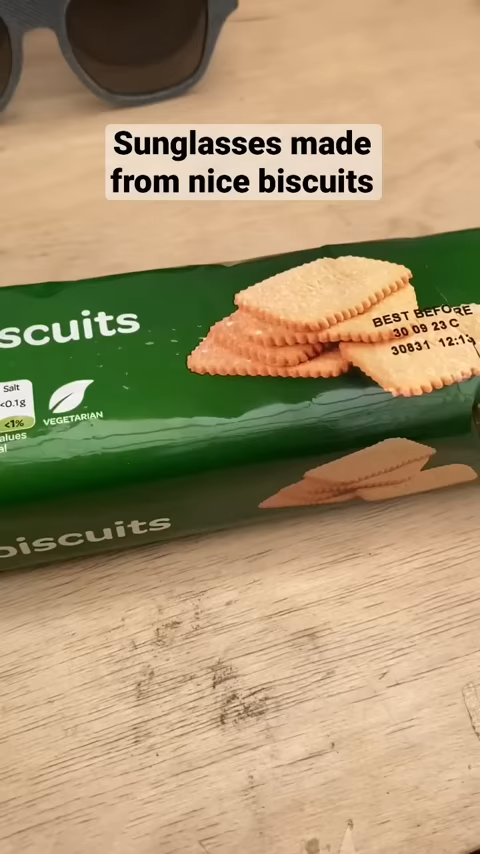 Sunglasses made
from nice biscuits
scuits
BEST BEFORE
30 09 23 C
30831 12:13
Salt
<0.1g
<1%
VEGETARIAN
alues
al
biscuits